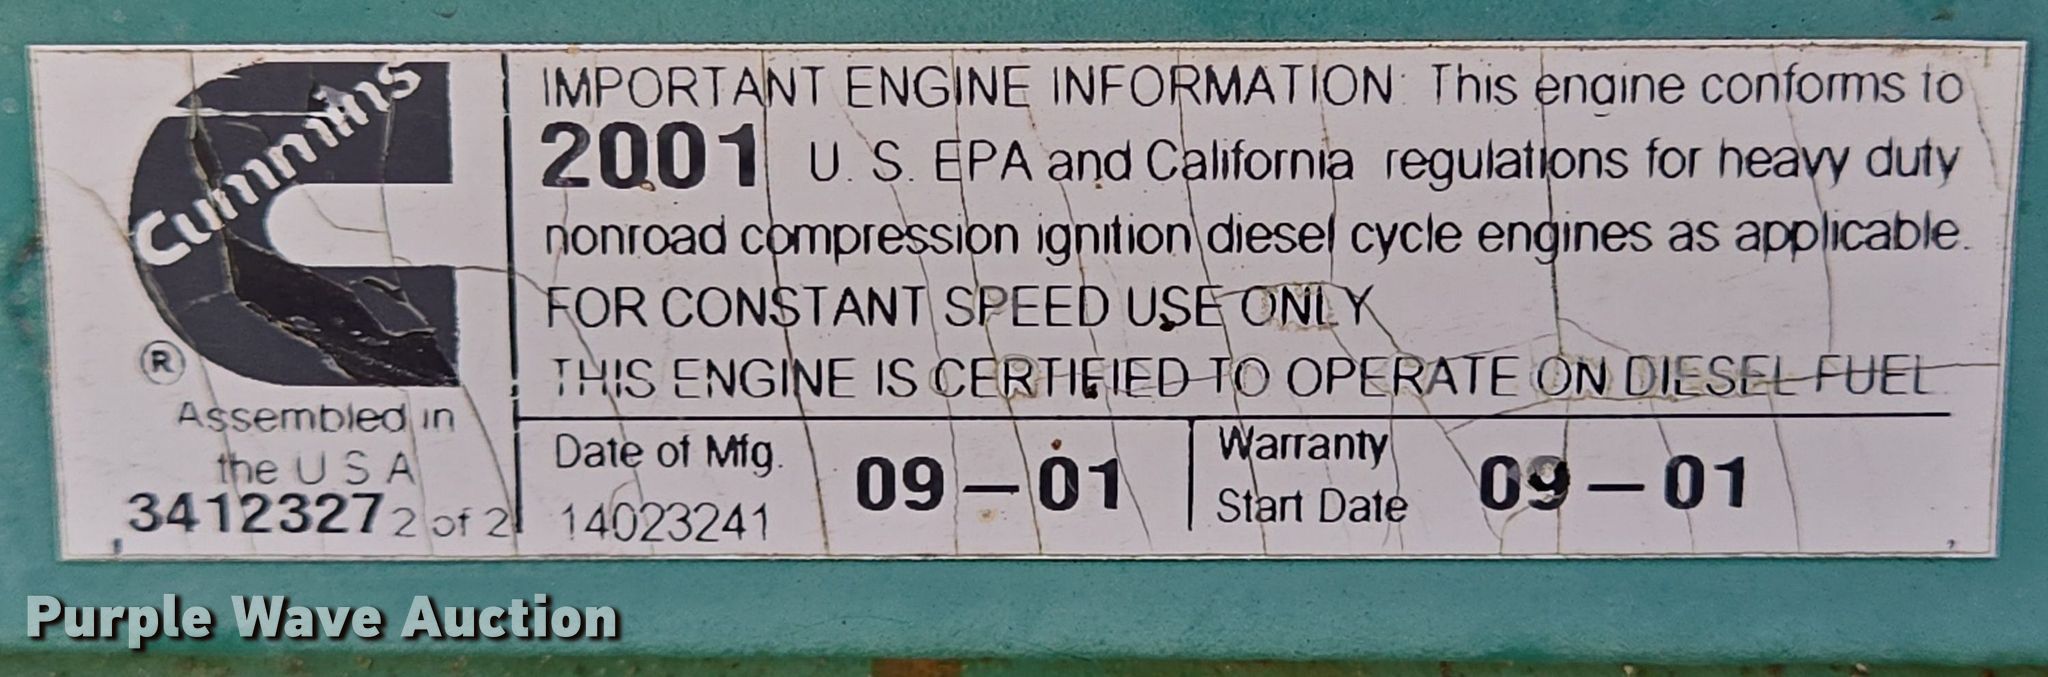 Cummins
®
Assembled in
the U S A
3412327 2 of 2
IMPORTANT ENGINE INFORMATION: This engine conforms to
2001 U. S. EPA and California regulations for heavy duty
nonroad compression ignition diesel cycle engines as applicable.
FOR CONSTANT SPEED USE ONLY
THIS ENGINE IS CERTIFIED TO OPERATE ON DIESEL FUEL
Date of Mfg. 09-01
14023241
Warranty
Start Date 09-01
Purple Wave Auction